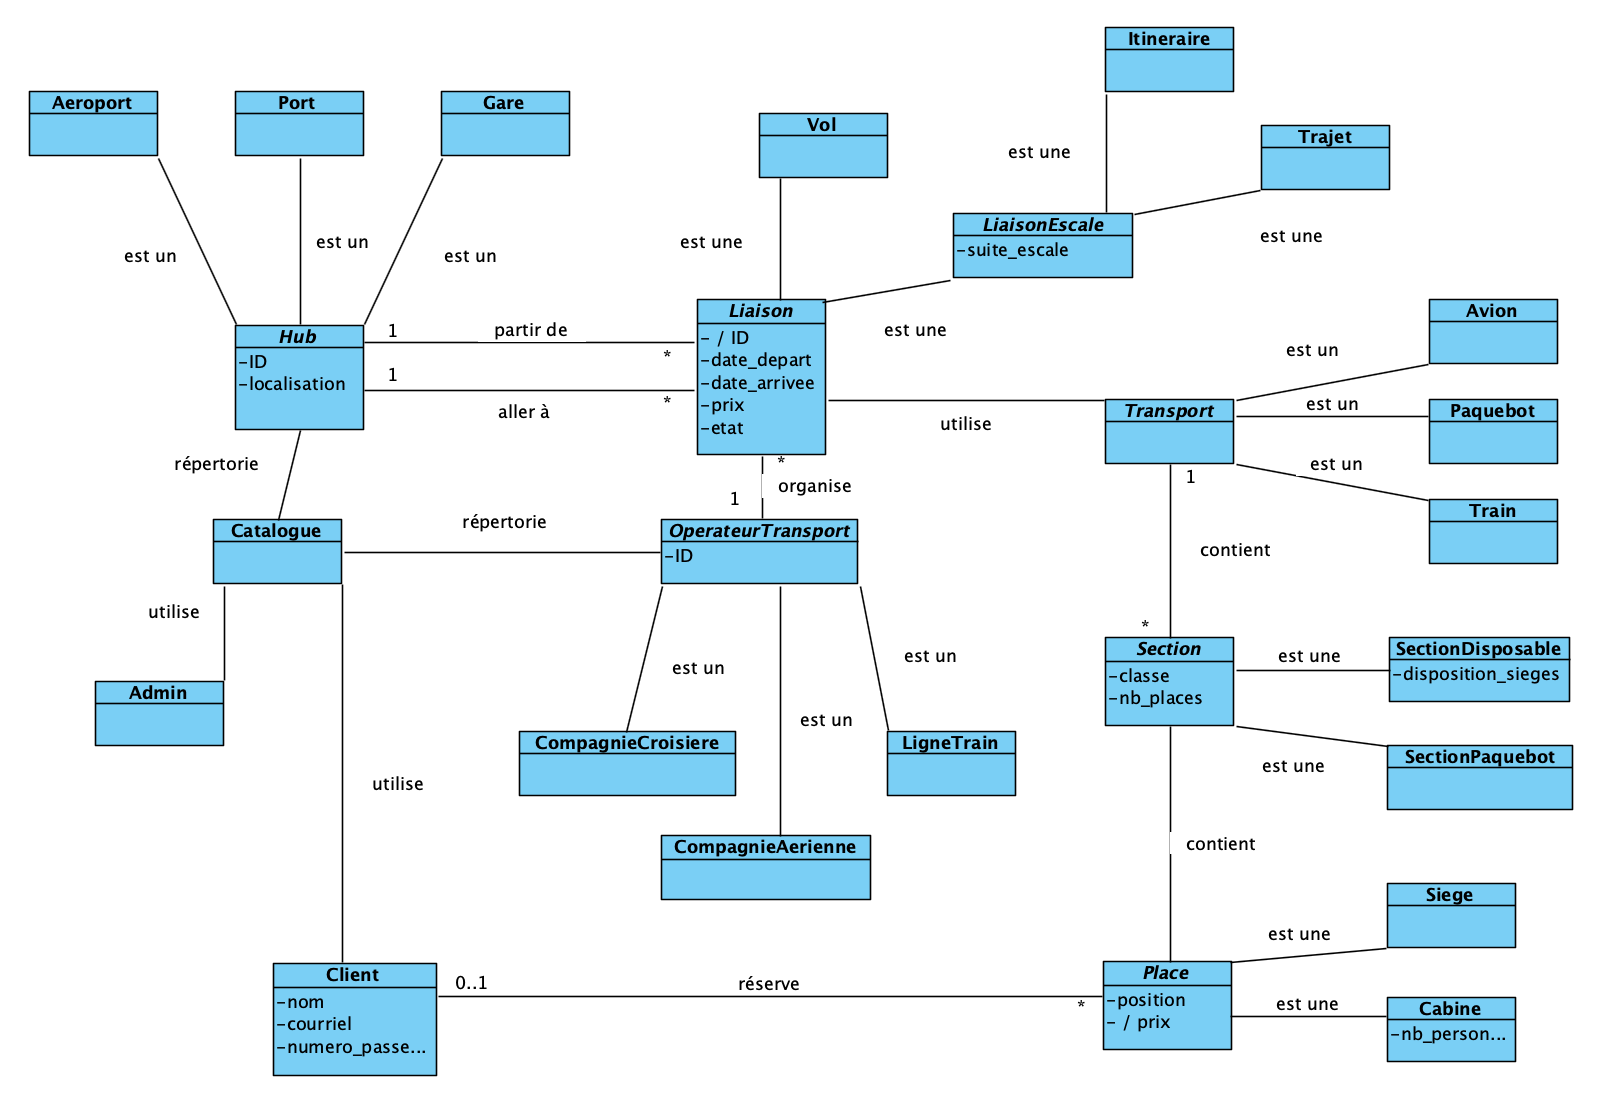 Itineraire
Aeroport
Port
Gare
Vol
Trajet
est une
LiaisonEscale
-suite_escale
est un
est un
est un
est une
est une
Hub
-ID
-localisation
1
partir de
*
1
aller à
*
Liaison
- / ID
-date_depart
-date_arrivee
-prix
-etat
est une
Avion
est un
Transport
utilise
est un
Paquebot
est un
Train
1
répertorie
*
organise
1
Catalogue
répertorie
OperateurTransport
-ID
contient
utilise
*
Admin
Section
-classe
-nb_places
est une
SectionDisposable
-disposition_sieges
est un
est un
est un
CompagnieCroisiere
LigneTrain
est une
SectionPaquebot
utilise
CompagnieAerienne
contient
Siege
est une
Client
-nom
-courriel
-numero_passe...
0..1
réserve
*
Place
-position
- / prix
est une
Cabine
-nb_person...